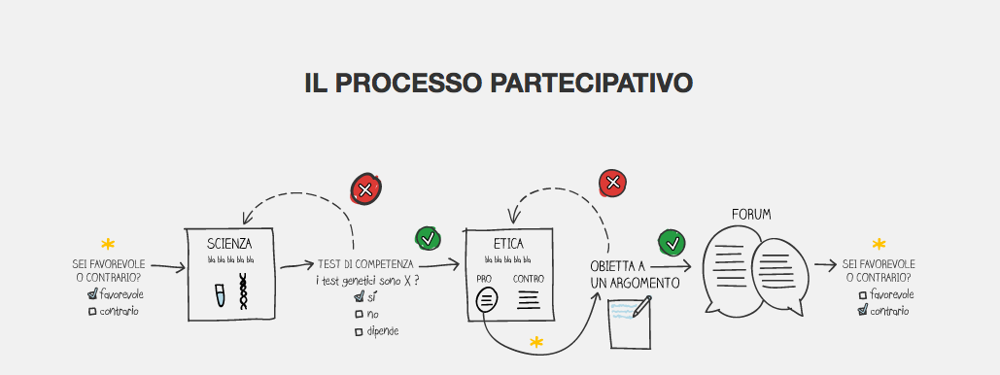 IL PROCESSO PARTECIPATIVO
SEI FAVOREVOLE
O CONTRARIO?
favorevole
contrario
SCIENZA
bla bla bla bla bla
TEST DI COMPETENZA
i test genetici sono X ?
sí
no
dipende
ETICA
bla bla bla bla bla
PRO
CONTRO
OBIETTA A
UN ARGOMENTO
FORUM
SEI FAVOREVOLE
O CONTRARIO?
favorevole
contrario